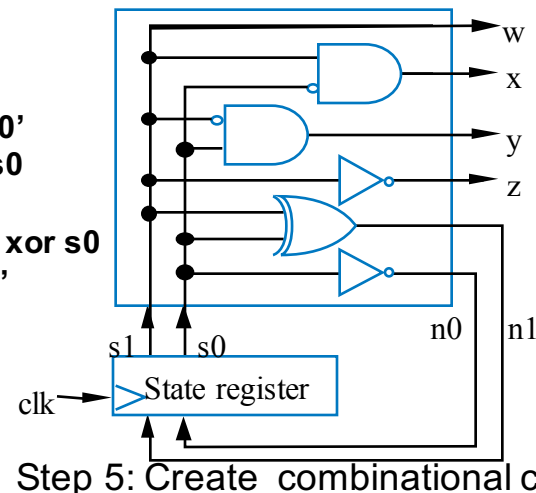 w
x
0’
y
s0
z
xor s0
’
n0 n1
s1 s0
State register
clk
Step 5: Create combinational c